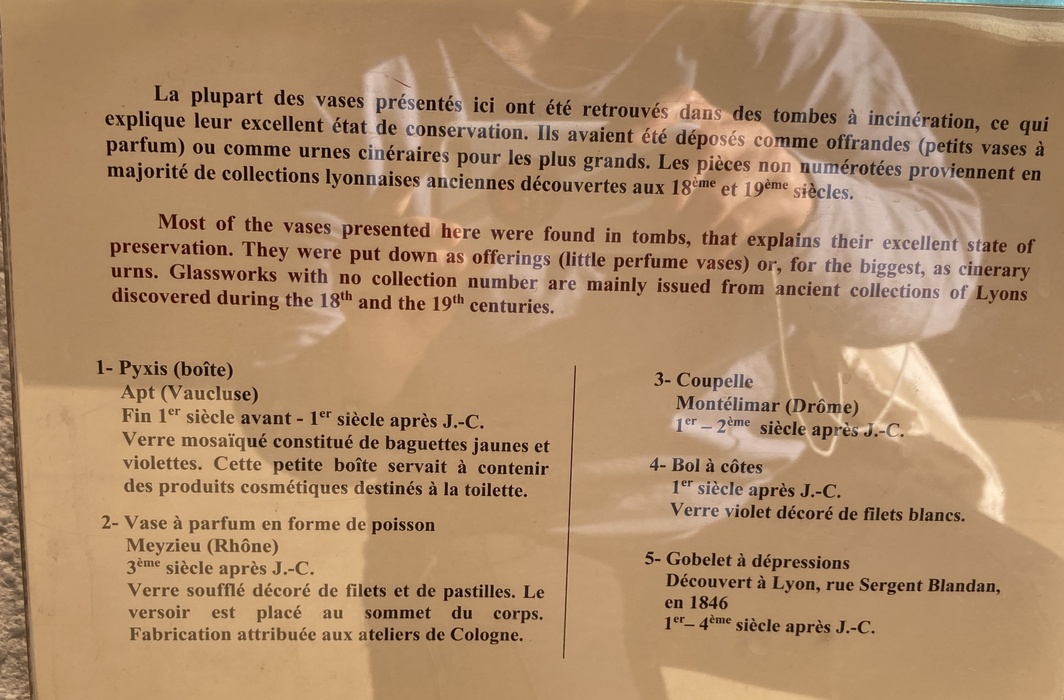 La plupart des vases présentés ici ont été retrouvés dans des tombes à incinération, ce qui
explique leur excellent état de conservation. Ils avaient été déposés comme offrandes (petits vases à
parfum) ou comme urnes cinéraires pour les plus grands. Les pièces non numérotées proviennent en
majorité de collections lyonnaises anciennes découvertes aux 18ème et 19ème siècles.
Most of the vases presented here were found in tombs, that explains their excellent state of
preservation. They were put down as offerings (little perfume vases) or, for the biggest, as cinerary
urns. Glassworks with no collection number are mainly issued from ancient collections of Lyons
discovered during the 18th and the 19th centuries.
1- Pyxis (boîte)
Apt (Vaucluse)
Fin 1er siècle avant - 1er siècle après J.-C.
Verre mosaïqué constitué de baguettes jaunes et
violettes. Cette petite boîte servait à contenir
des produits cosmétiques destinés à la toilette.
2- Vase à parfum en forme de poisson
Meyzieu (Rhône)
3ème siècle après J.-C.
Verre soufflé décoré de filets et de pastilles. Le
versoir est placé au sommet du corps.
Fabrication attribuée aux ateliers de Cologne.
3- Coupelle
Montélimar (Drôme)
1er – 2ème siècle après J.-C.
4- Bol à côtes
1er siècle après J.-C.
Verre violet décoré de filets blancs.
5- Gobelet à dépressions
Découvert à Lyon, rue Sergent Blandan,
en 1846
1er– 4ème siècle après J.-C.